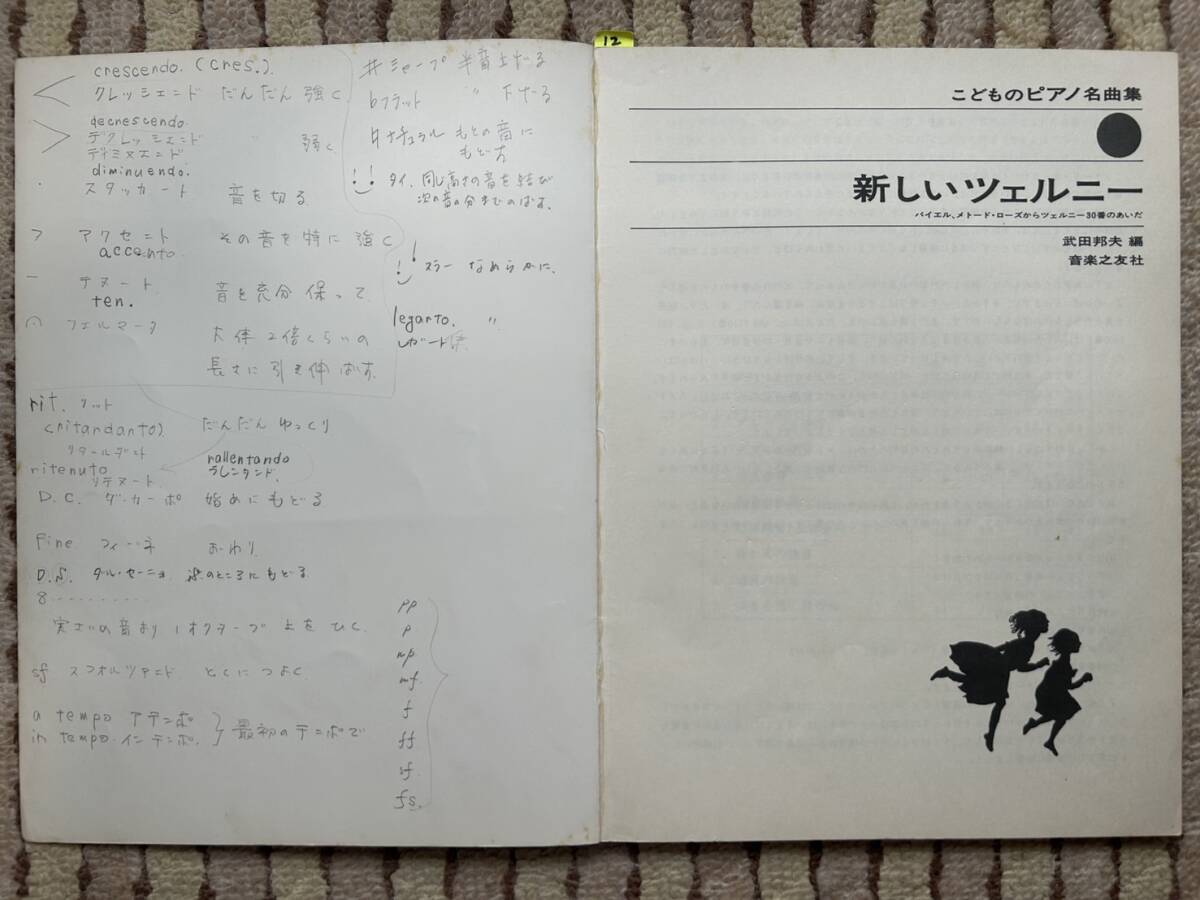 crescendo. (cres.).
< クレッシェンド だんだん 強く
decrescendo.
> デクレッシェンド 〃 弱く
ディミヌエンド
diminuendo.
・ スタッカート 音を切る
> アクセント その音を特に強く
accento
― テヌート 音を充分 保って
ten.
フェルマータ 大体2倍くらいの
長さに引き伸ばす.
rit. リット
(ritardanto) だんだん ゆっくり
リタールダント
ritenuto
リテヌート
rallentando
ラレンタンド.
D.C. ダ・カーポ 始めにもどる
Fine フィーネ おわり
D.S. ダル・セーニョ 𝄋のところにもどる
8----------
実さいの音より 1オクターブ 上をひく.
sf スフォルツァンド とくにつよく
a tempo アテンポ
in tempo. インテンポ. } 最初のテンポで
#シャープ 半音上げる
♭フラット 〃 下げる
♮ナチュラル もとの音に
もどす
タイ. 同じ高さの音を結び
次の音の分までのばす.
スラー なめらかに.
legarto. 〃
レガート
pp
p
mp
mf
f
ff
sf
fs.
12
こどものピアノ名曲集
新しいツェルニー
バイエル、メトード・ローズからツェルニー30番のあいだ
武田邦夫 編
音楽之友社